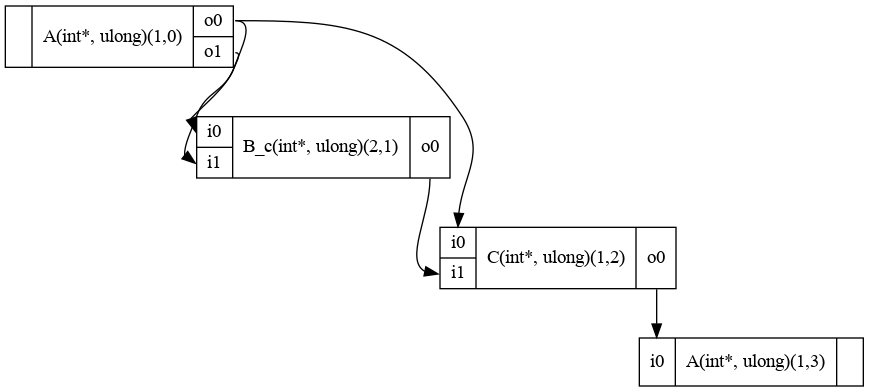 A(int*, ulong)(1,0)
o0
o1
i0
i1
B_c(int*, ulong)(2,1)
o0
i0
i1
C(int*, ulong)(1,2)
o0
i0
A(int*, ulong)(1,3)